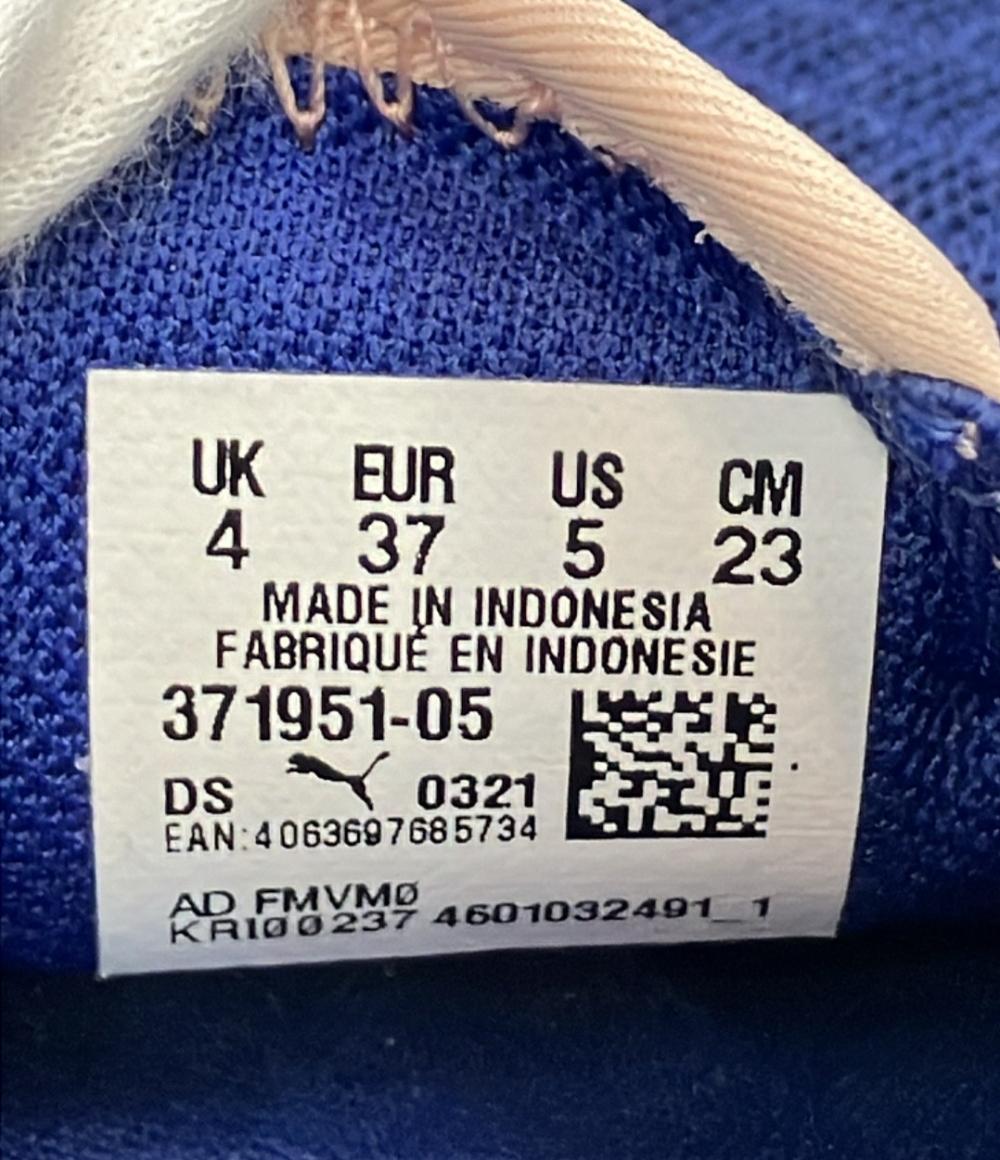 UK EUR US CM
4 37 5 23
MADE IN INDONESIA
FABRIQUÉ EN INDONESIE
371951-05
DS 0321
EAN:4063697685734
AD FMVMØ
KRI00237 4601032491_1